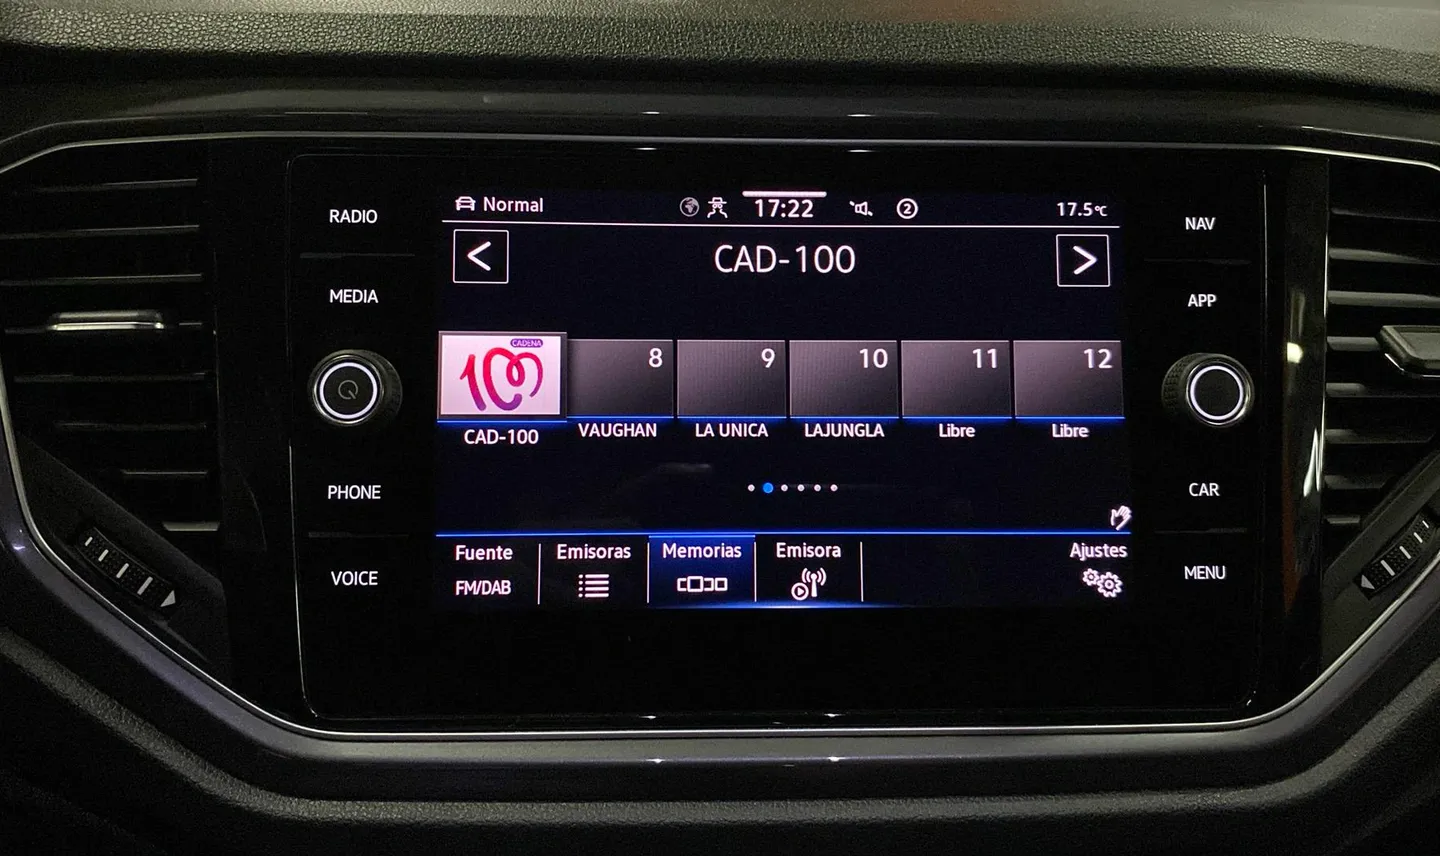 RADIO
MEDIA
PHONE
VOICE
Normal
17:22
2
17.5°C
<
CAD-100
>
CADENA
100
8
9
10
11
12
CAD-100
VAUGHAN
LA UNICA
LAJUNGLA
Libre
Libre
Fuente
FM/DAB
Emisoras
Memorias
Emisora
Ajustes
NAV
APP
CAR
MENU